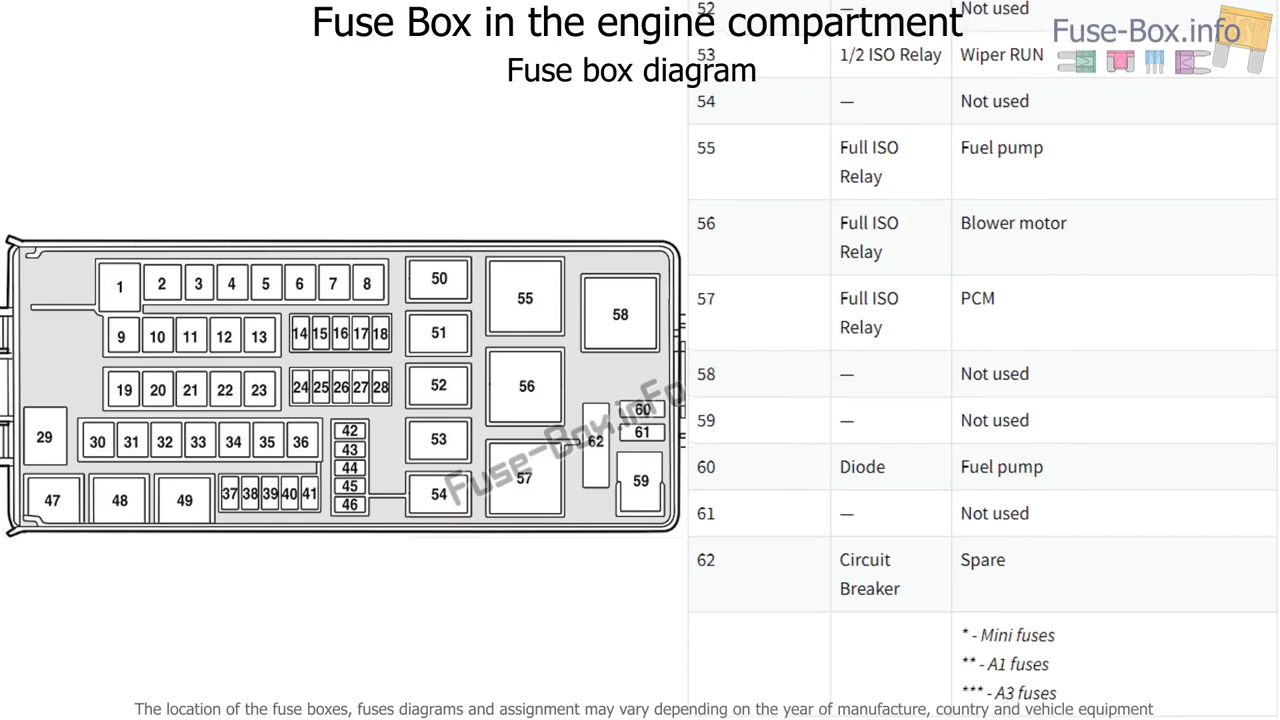 Fuse Box in the engine compartment
Fuse box diagram
Fuse-Box.info
52 — Not used
53 1/2 ISO Relay Wiper RUN
54 — Not used
55 Full ISO Fuel pump
Relay
56 Full ISO Blower motor
Relay
57 Full ISO PCM
Relay
58 — Not used
59 — Not used
60 Diode Fuel pump
61 — Not used
62 Circuit Spare
Breaker
* - Mini fuses
** - A1 fuses
*** - A3 fuses
1 2 3 4 5 6 7 8 50 55 58
9 10 11 12 13 14 15 16 17 18 51
19 20 21 22 23 24 25 26 27 28 52 56
29 30 31 32 33 34 35 36 42 53 62 60
43 61
44
37 38 39 40 41 45 54 57 59
47 48 49 46
Fuse-Box.inFo
The location of the fuse boxes, fuses diagrams and assignment may vary depending on the year of manufacture, country and vehicle equipment